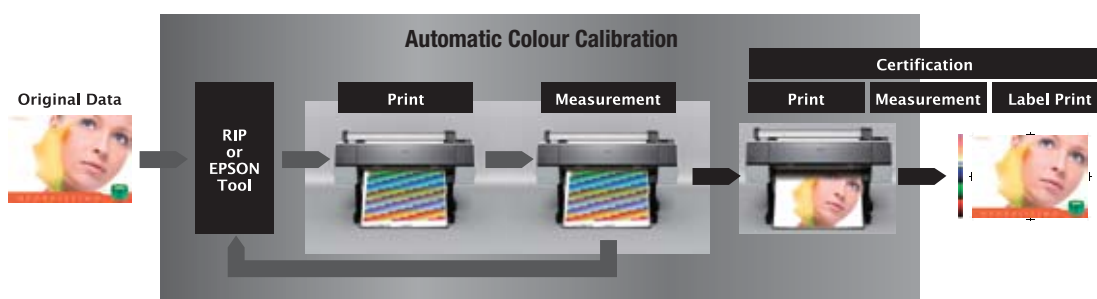 Automatic Colour Calibration
Original Data
RIP
or
EPSON
Tool
Print
Measurement
Certification
Print
Measurement
Label Print